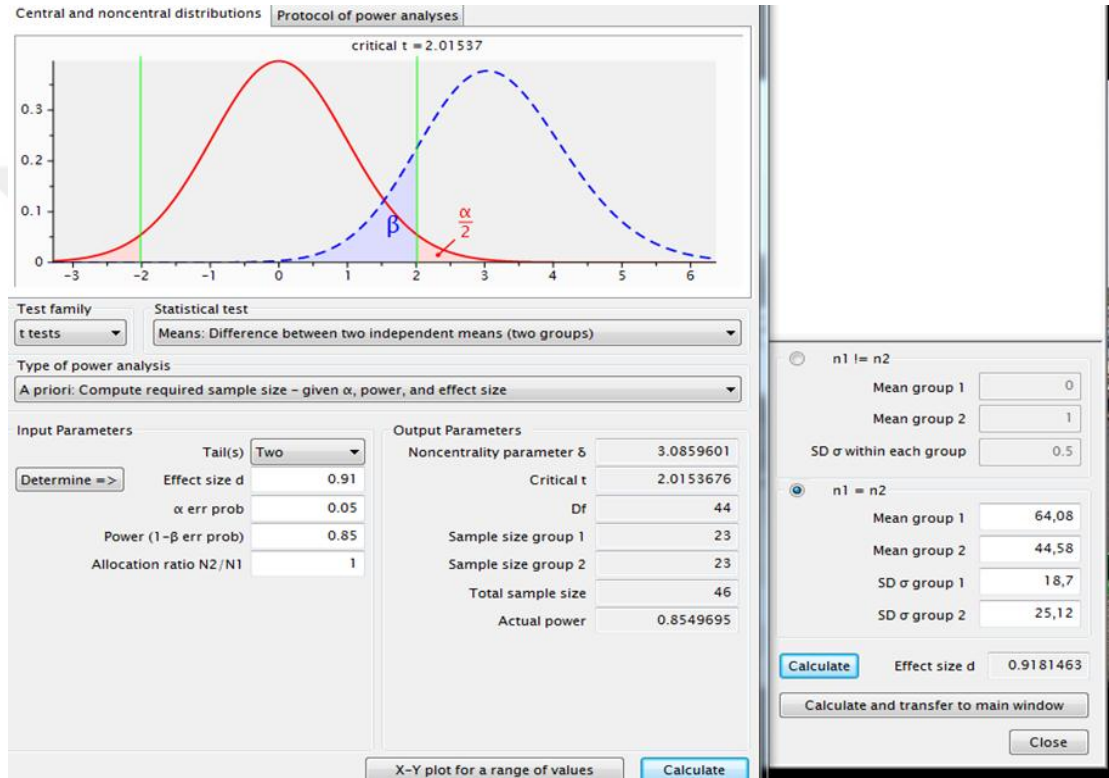 Central and noncentral distributions Protocol of power analyses
critical t = 2.01537
0.3
0.2
0.1
0
β
α
2
-3 -2 -1 0 1 2 3 4 5 6
Test family Statistical test
t tests Means: Difference between two independent means (two groups)
Type of power analysis
A priori: Compute required sample size - given α, power, and effect size
Input Parameters
Tail(s) Two
Determine => Effect size d 0.91
α err prob 0.05
Power (1-β err prob) 0.85
Allocation ratio N2/N1 1
Output Parameters
Noncentrality parameter δ 3.0859601
Critical t 2.0153676
Df 44
Sample size group 1 23
Sample size group 2 23
Total sample size 46
Actual power 0.8549695
X-Y plot for a range of values Calculate
n1 != n2
Mean group 1 0
Mean group 2 1
SD σ within each group 0.5
n1 = n2
Mean group 1 64,08
Mean group 2 44,58
SD σ group 1 18,7
SD σ group 2 25,12
Calculate Effect size d 0.9181463
Calculate and transfer to main window
Close